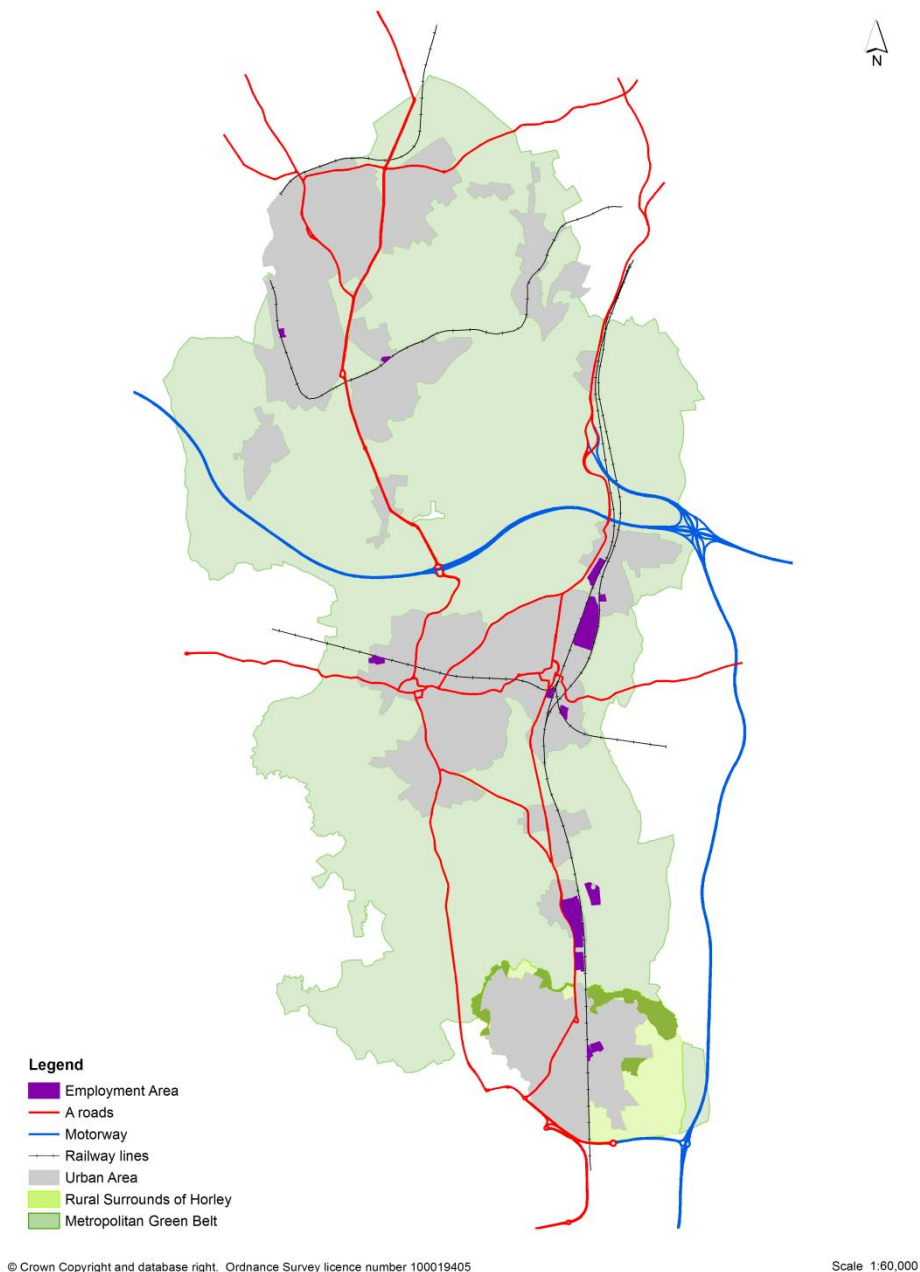 N
Legend
Employment Area
A roads
Motorway
Railway lines
Urban Area
Rural Surrounds of Horley
Metropolitan Green Belt
© Crown Copyright and database right. Ordnance Survey licence number 100019405
Scale 1:60,000